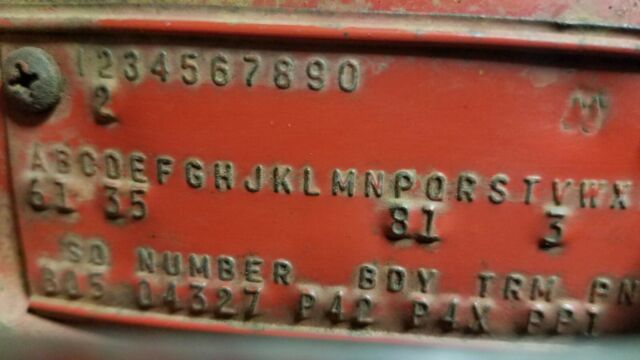 1234567890
2
ABCDEFGHJKLMNPQRSTVWX
61 35 81 3
SO NUMBER BDY TRM PN
805 04327 P42 P4X PP1